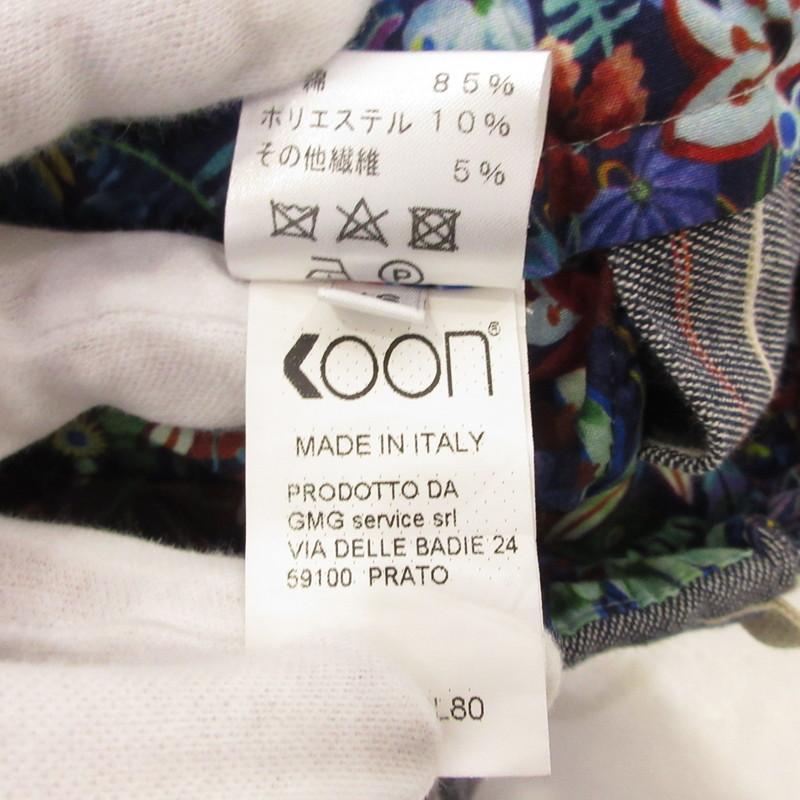 綿 85%
ポリエステル 10%
その他繊維 5%
P
KOON®
MADE IN ITALY
PRODOTTO DA
GMG service srl
VIA DELLE BADIE 24
59100 PRATO
L80